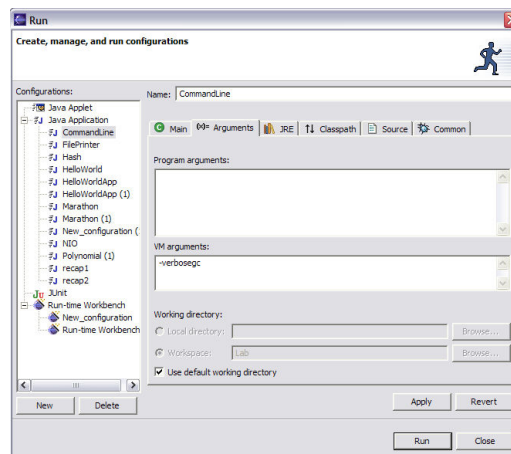 Run
Create, manage, and run configurations
Configurations:
Java Applet
Java Application
CommandLine
FilePrinter
Hash
HelloWorld
HelloWorldApp
HelloWorldApp (1)
Marathon
Marathon (1)
New_configuration (
NIO
Polynomial (1)
recap1
recap2
JUnit
Run-time Workbench
New_configuration
Run-time Workbench
New Delete
Name: CommandLine
Main (x)= Arguments JRE Classpath Source Common
Program arguments:
VM arguments:
-verbosegc
Working directory:
Local directory: Browse...
Workspace: Lab Browse...
Use default working directory
Apply Revert
Run Close